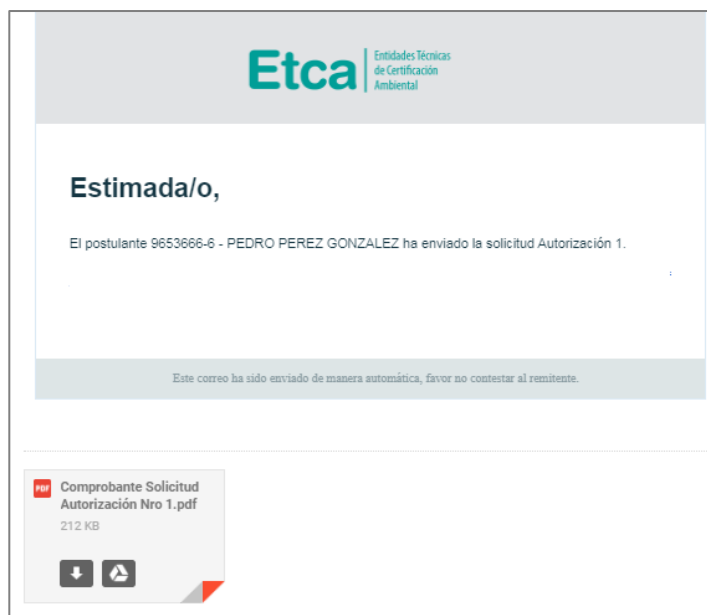 Etca
Entidades Técnicas
de Certificación
Ambiental
Estimada/o,
El postulante 9653666-6 - PEDRO PEREZ GONZALEZ ha enviado la solicitud Autorización 1.
Este correo ha sido enviado de manera automática, favor no contestar al remitente.
PDF
Comprobante Solicitud
Autorización Nro 1.pdf
212 KB